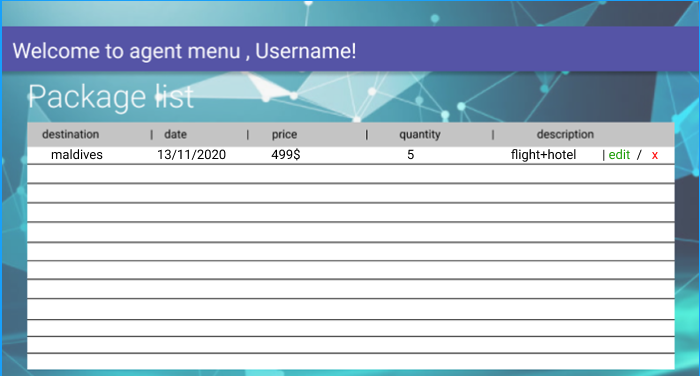 Welcome to agent menu , Username!
Package list
destination | date | price | quantity | description
maldives 13/11/2020 499$ 5 flight+hotel | edit / x